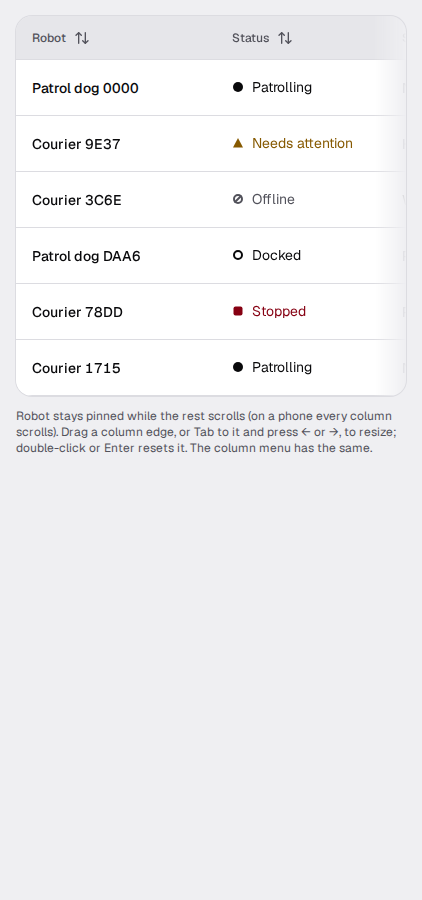 Robot Status
Patrol dog 0000 Patrolling
Courier 9E37 Needs attention
Courier 3C6E Offline
Patrol dog DAA6 Docked
Courier 78DD Stopped
Courier 1715 Patrolling
Robot stays pinned while the rest scrolls (on a phone every column
scrolls). Drag a column edge, or Tab to it and press ← or →, to resize;
double-click or Enter resets it. The column menu has the same.